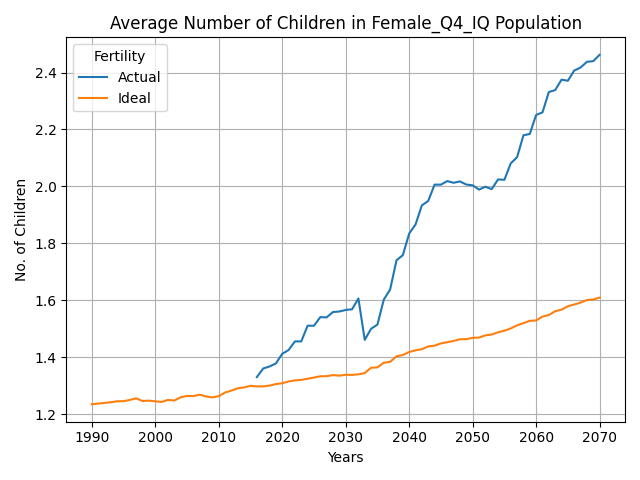 Average Number of Children in Female_Q4_IQ Population
Fertility
Actual
Ideal
2.4
2.2
2.0
1.8
1.6
1.4
1.2
No. of Children
1990 2000 2010 2020 2030 2040 2050 2060 2070
Years